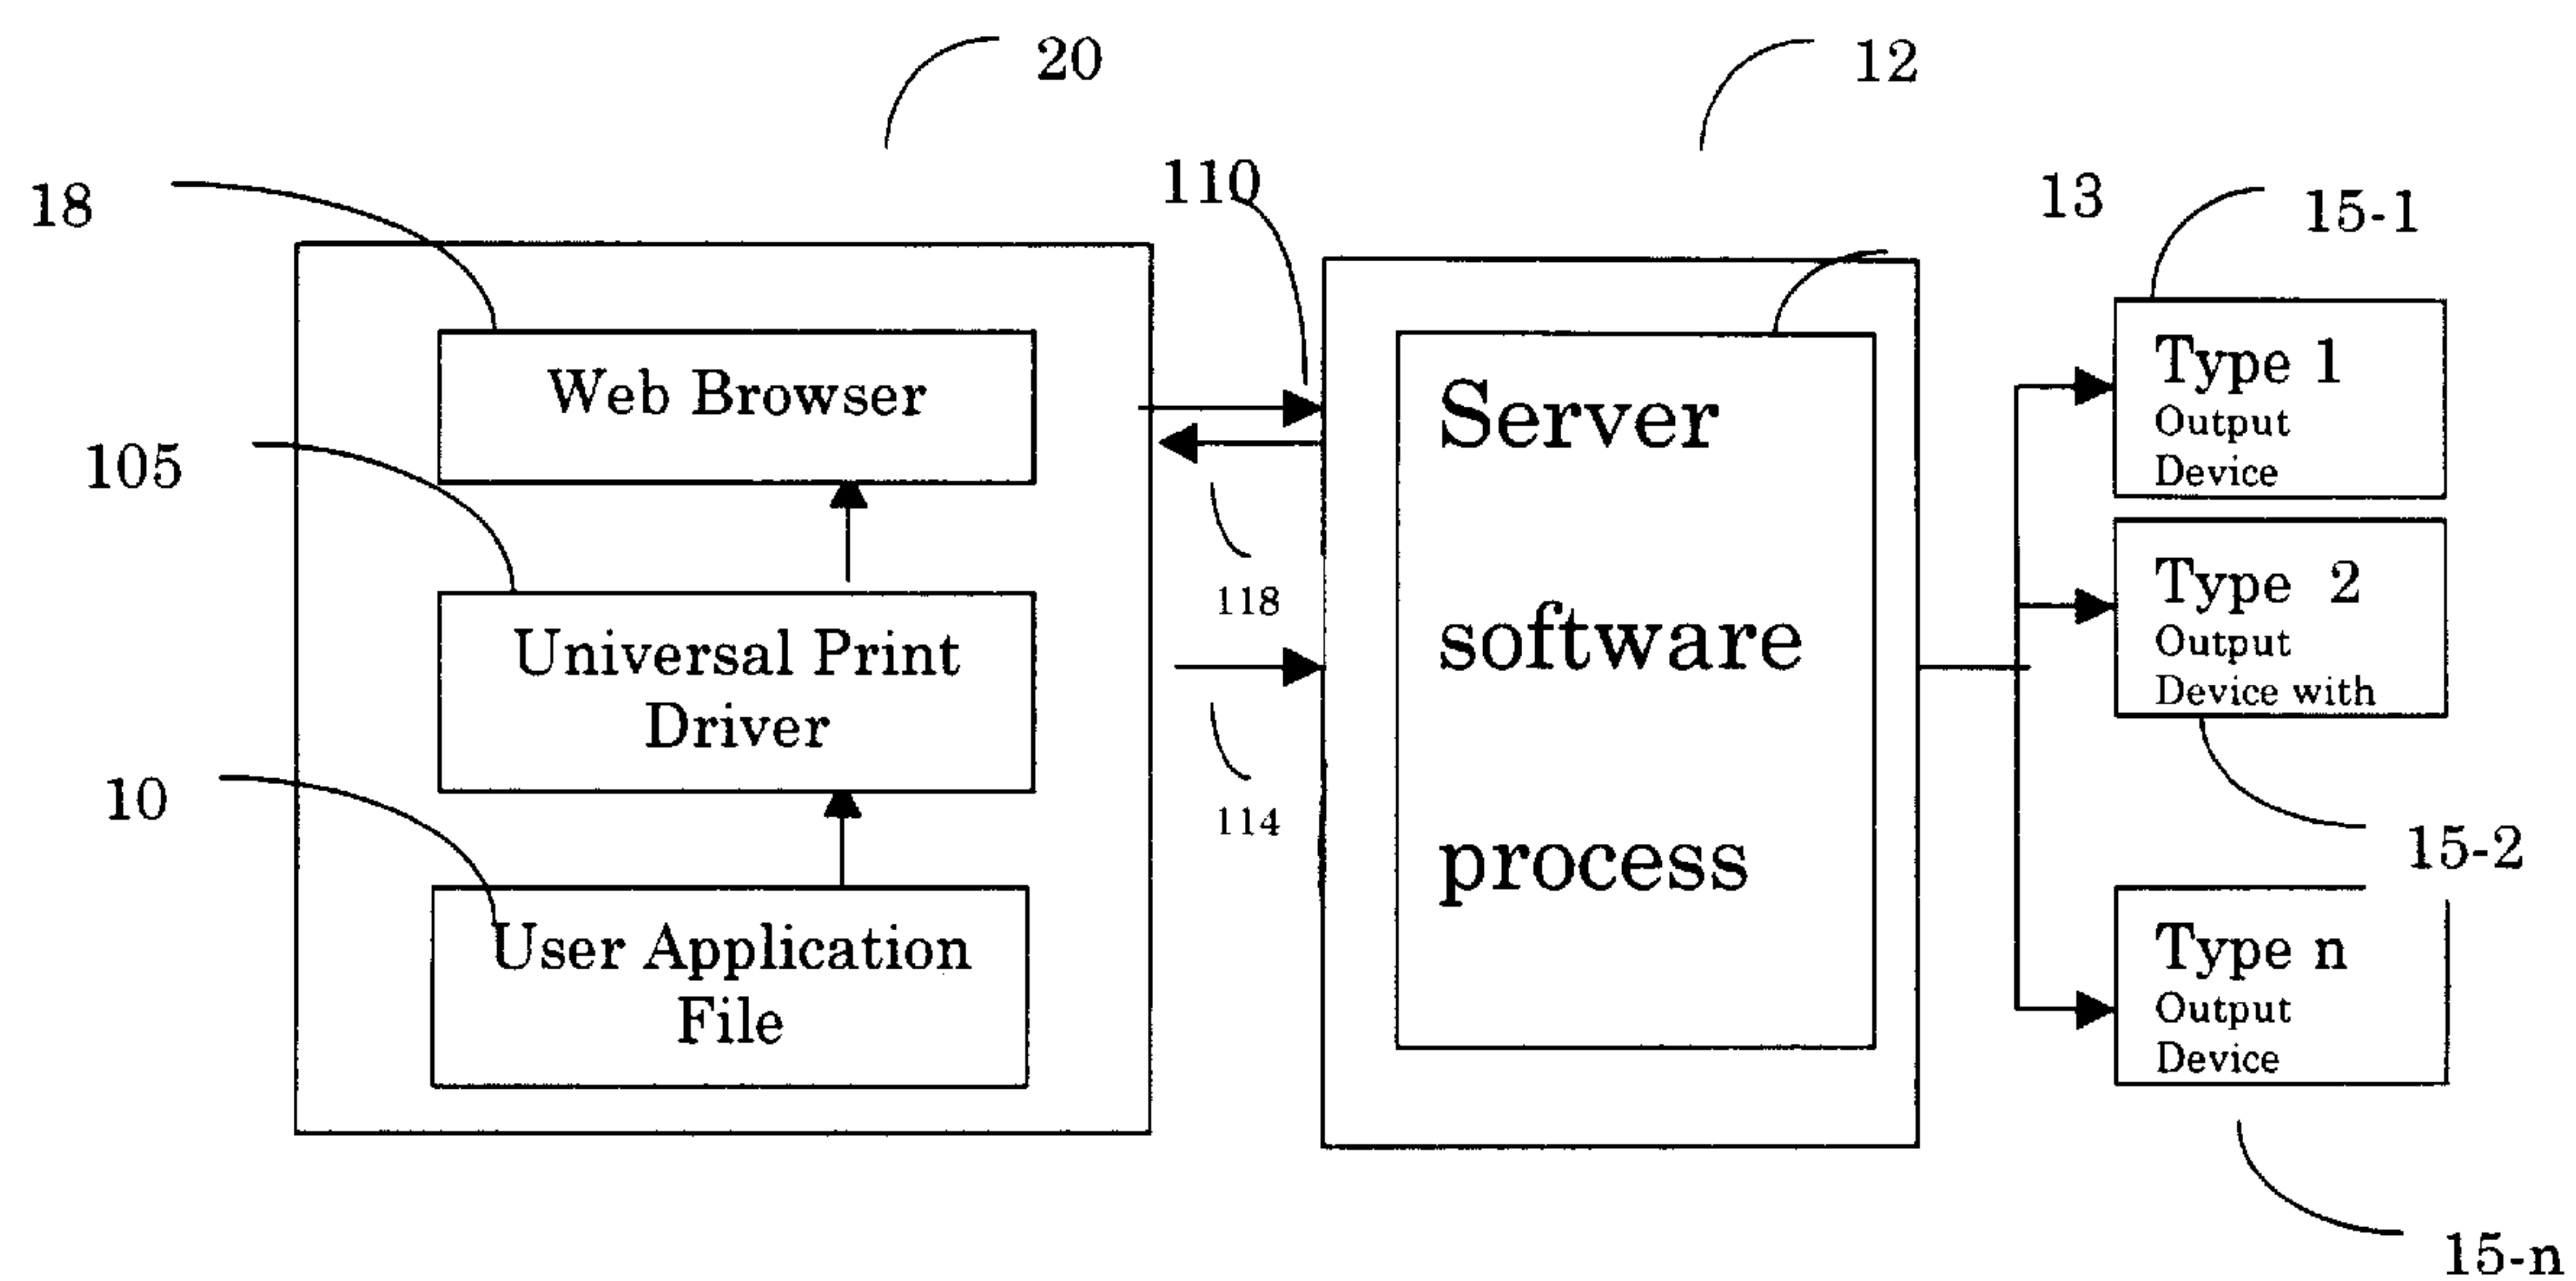 20
12
18
110
13
15-1
Web Browser
105
118
Universal Print
Driver
114
10
User Application
File
Server
software
process
Type 1
Output
Device
Type 2
Output
Device with
15-2
Type n
Output
Device
15-n